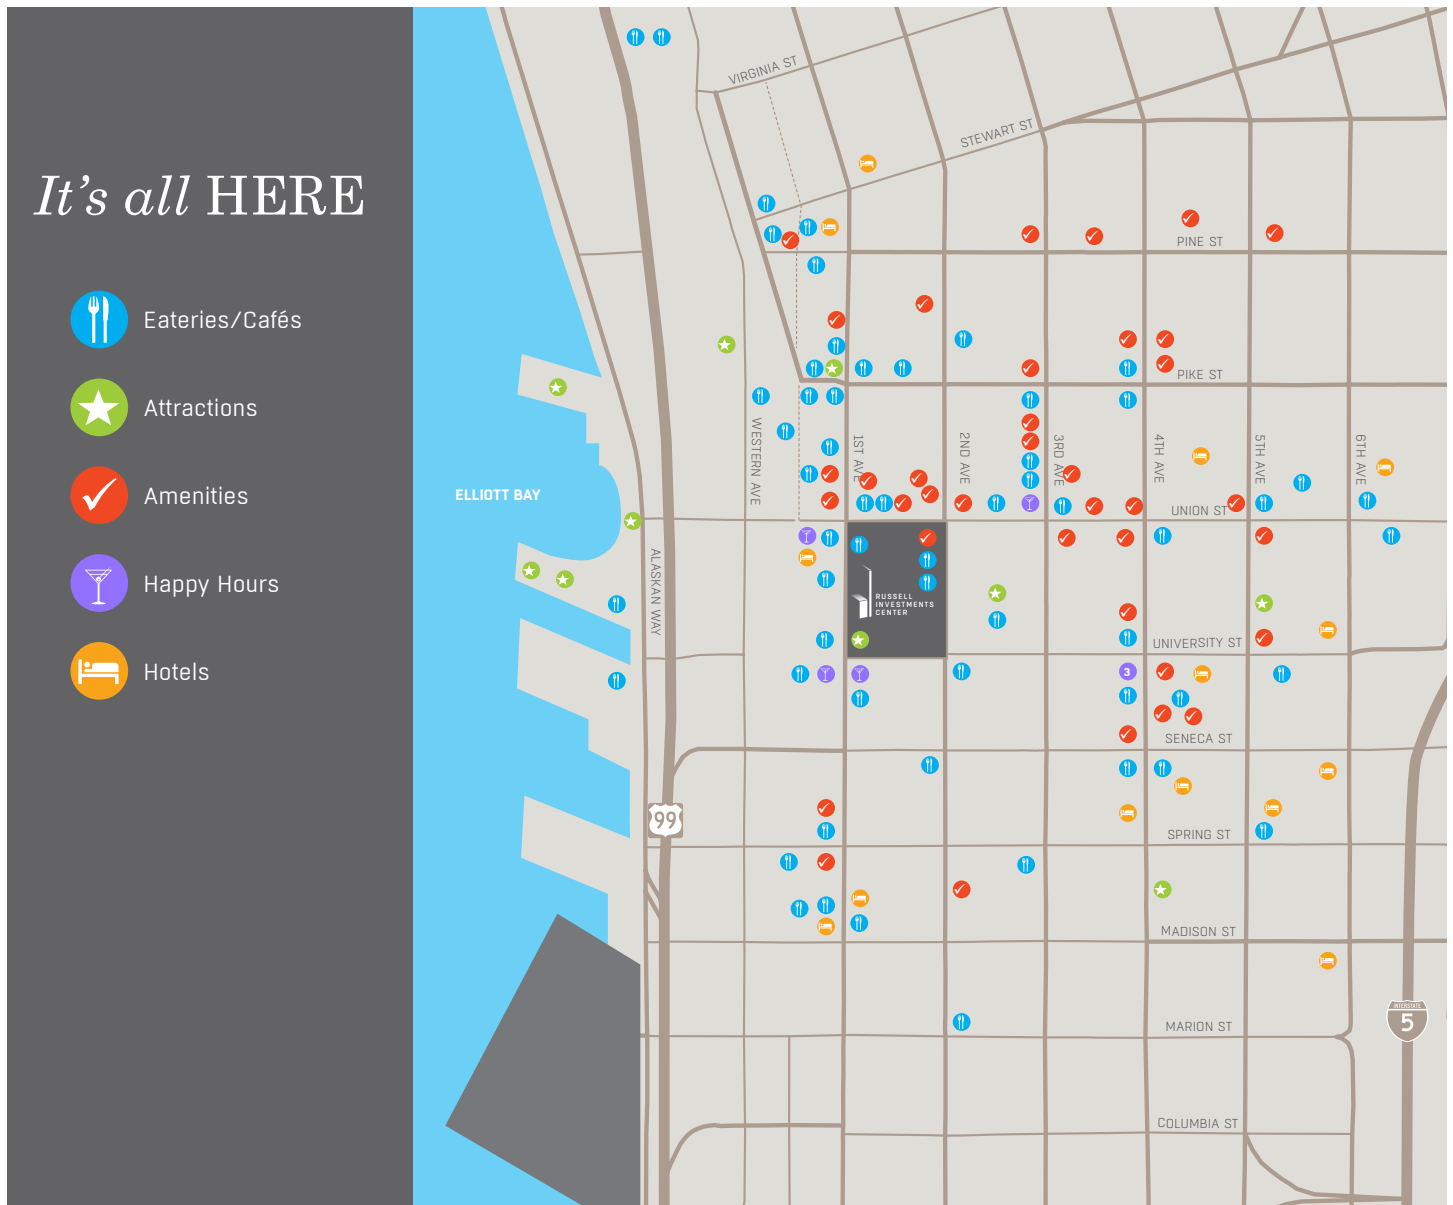 It's all HERE
Eateries/Cafés
Attractions
Amenities
Happy Hours
Hotels
VIRGINIA ST
STEWART ST
PINE ST
PIKE ST
WESTERN AVE
1ST AVE
2ND AVE
3RD AVE
4TH AVE
5TH AVE
6TH AVE
ELLIOTT BAY
UNION ST
ALASKAN WAY
RUSSELL
INVESTMENTS
CENTER
UNIVERSITY ST
3
SENECA ST
99
SPRING ST
MADISON ST
INTERSTATE
5
MARION ST
COLUMBIA ST